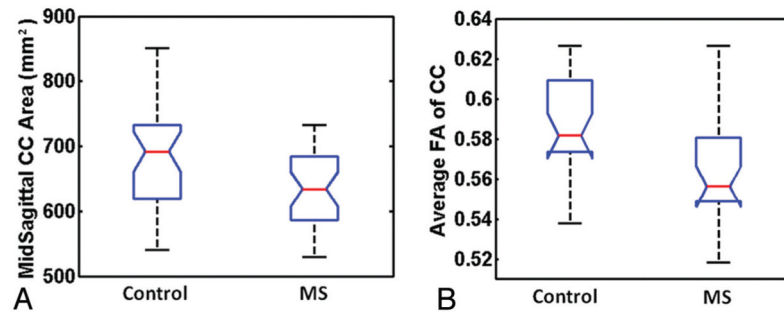 900
800
700
600
500
MidSagittal CC Area (mm²)
Control MS
A
0.64
0.62
0.6
0.58
0.56
0.54
0.52
Average FA of CC
Control MS
B